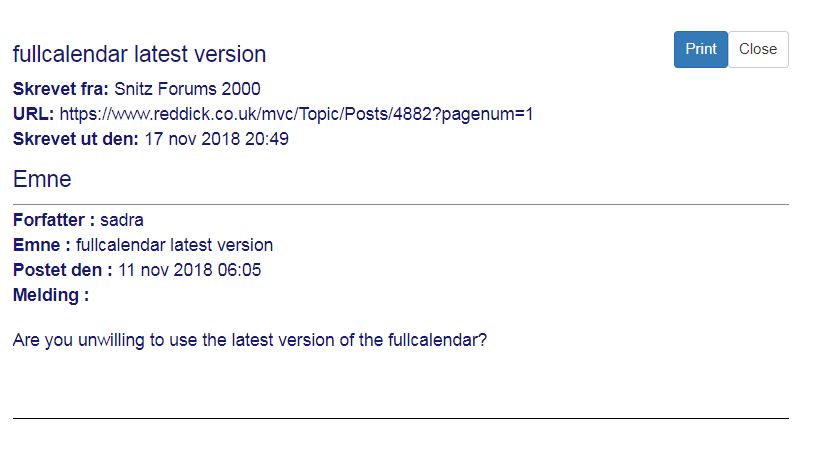 fullcalendar latest version
Print
Close
Skrevet fra: Snitz Forums 2000
URL: https://www.reddick.co.uk/mvc/Topic/Posts/4882?pagenum=1
Skrevet ut den: 17 nov 2018 20:49
Emne
Forfatter : sadra
Emne : fullcalendar latest version
Postet den : 11 nov 2018 06:05
Melding :
Are you unwilling to use the latest version of the fullcalendar?